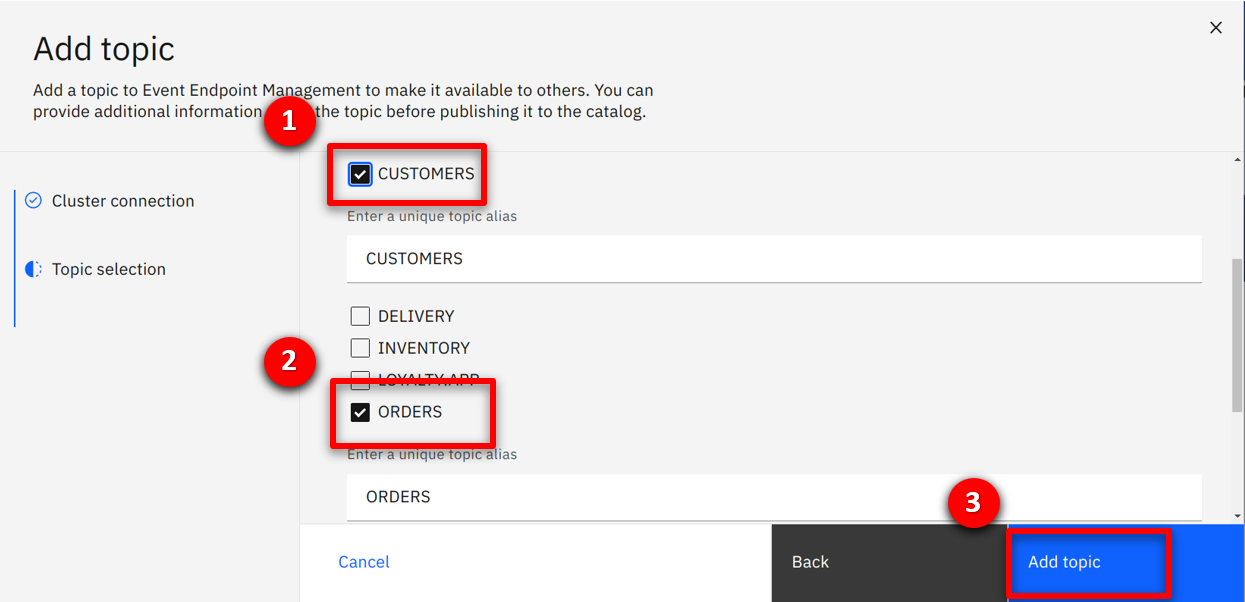 Add topic
Add a topic to Event Endpoint Management to make it available to others. You can
provide additional information the topic before publishing it to the catalog.
1
CUSTOMERS
Cluster connection
Enter a unique topic alias
CUSTOMERS
Topic selection
DELIVERY
INVENTORY
2
LOYALTY.APP
ORDERS
Enter a unique topic alias
ORDERS
3
Cancel
Back
Add topic